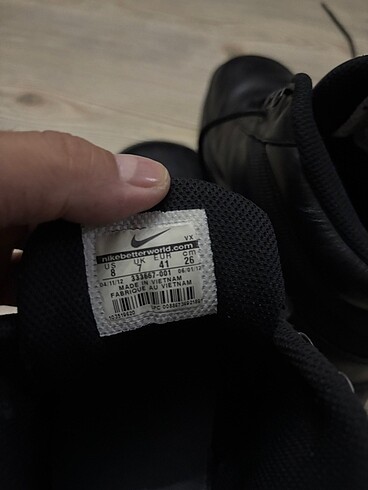 VX
nikebetterworld.com
US UK EUR cm
8 7 41 26
04/11/12 333667-001 06/01/12
MADE IN VIETNAM
FABRIQUE AU VIETNAM